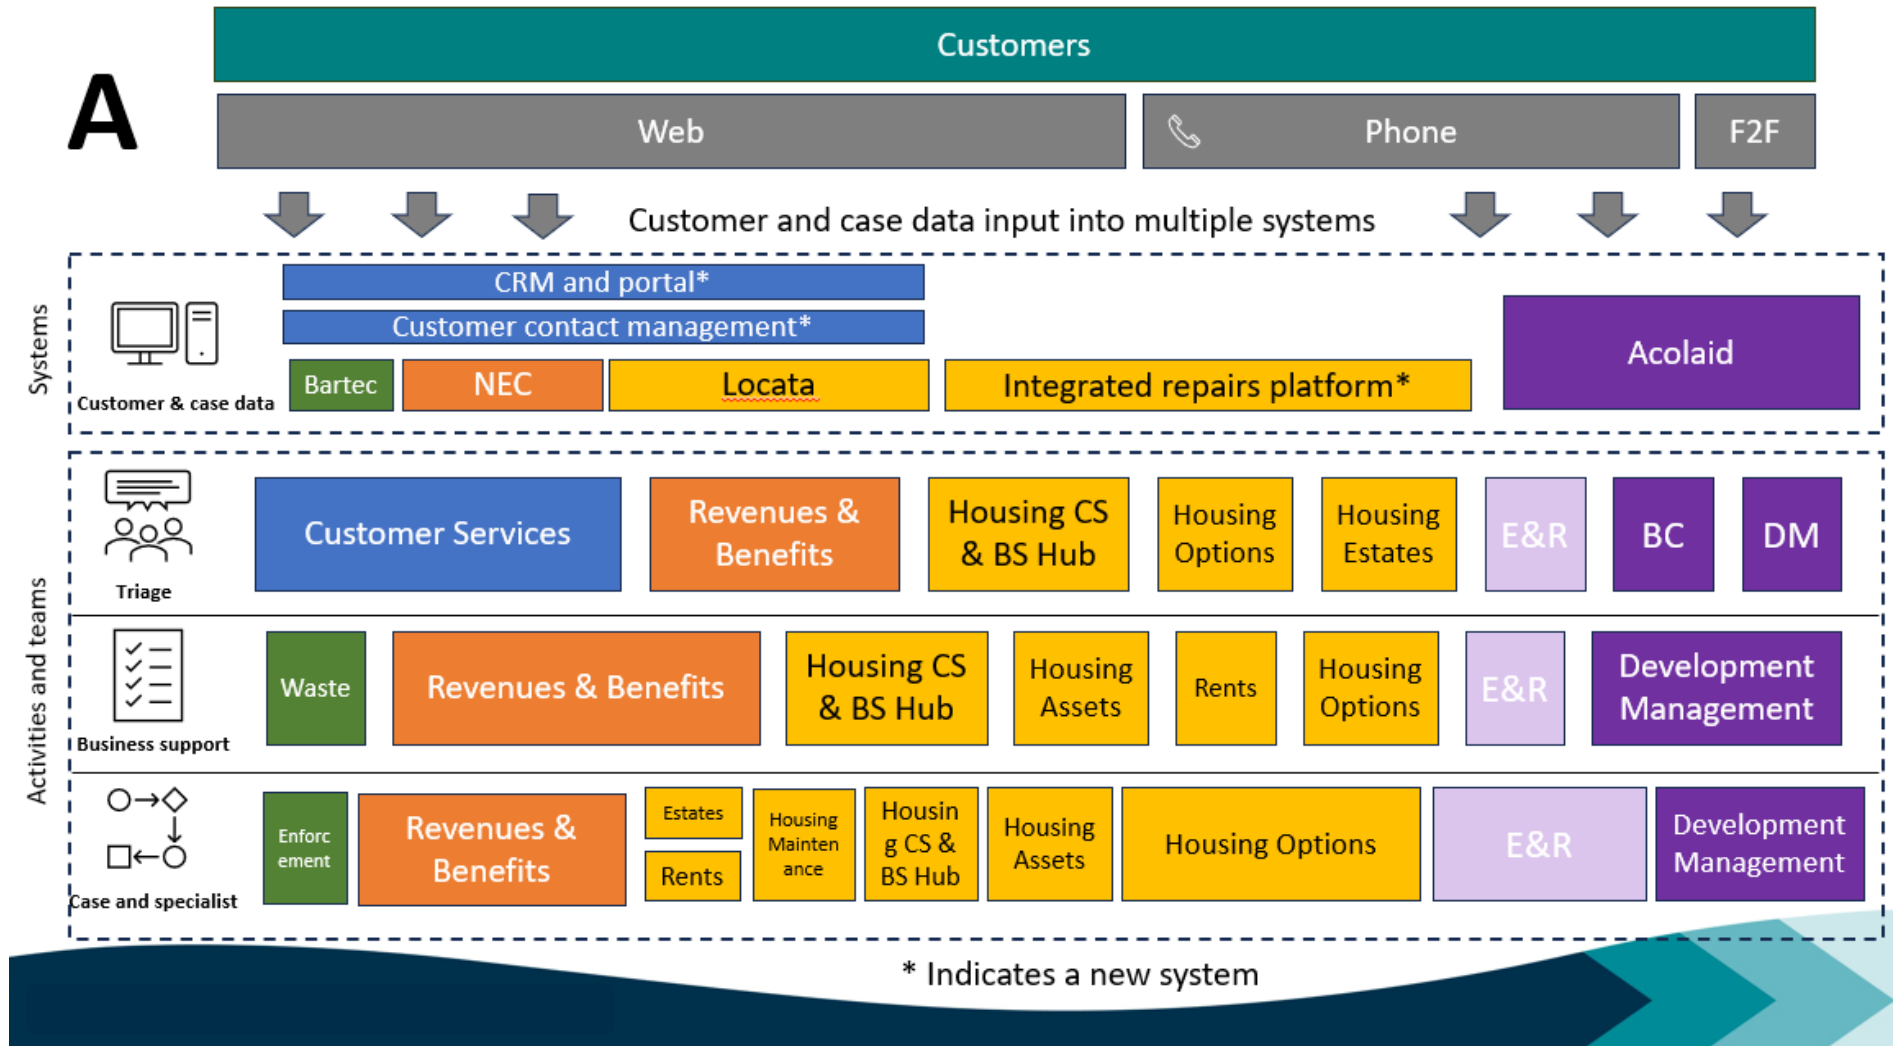 Customers
A
Web
Phone
F2F
Customer and case data input into multiple systems
Systems
CRM and portal*
Customer contact management*
Acolaid
Bartec
NEC
Locata
Integrated repairs platform*
Customer & case data
Activities and teams
Customer Services
Revenues &
Benefits
Housing CS
& BS Hub
Housing
Options
Housing
Estates
E&R
BC
DM
Triage
Waste
Revenues & Benefits
Housing CS
& BS Hub
Housing
Assets
Rents
Housing
Options
E&R
Development
Management
Business support
Enforc
ement
Revenues &
Benefits
Estates
Rents
Housing
Mainten
ance
Housin
g CS &
BS Hub
Housing
Assets
Housing Options
E&R
Development
Management
Case and specialist
* Indicates a new system